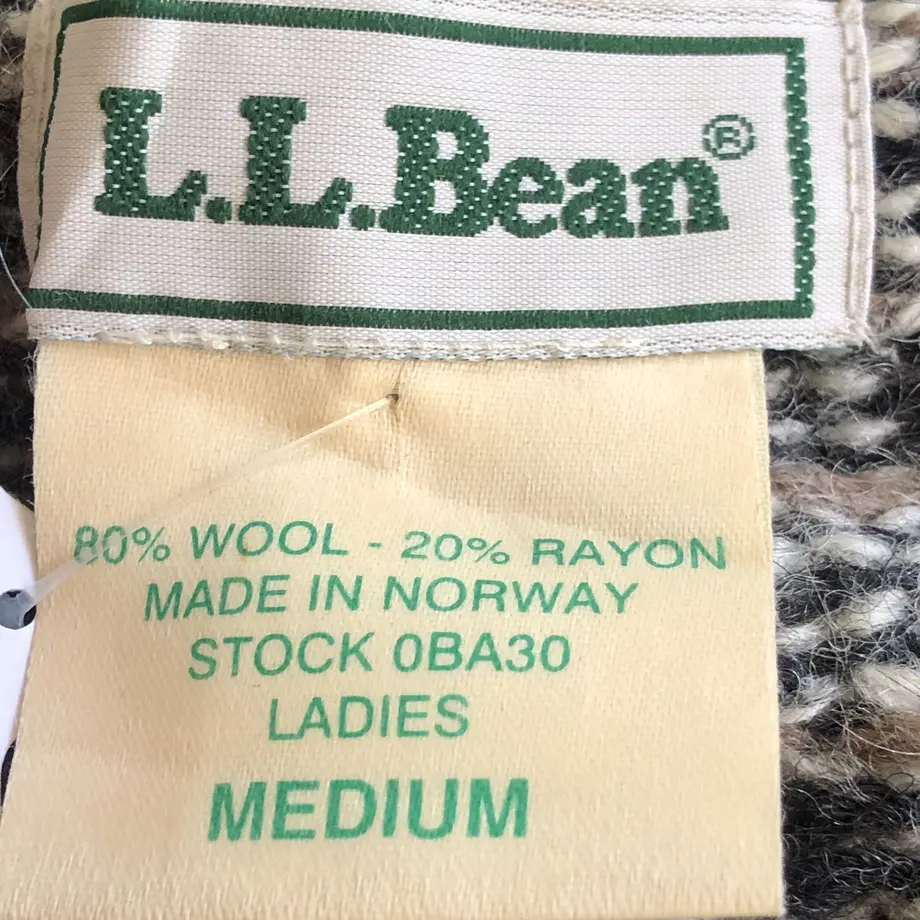 L.L.Bean®
80% WOOL - 20% RAYON
MADE IN NORWAY
STOCK 0BA30
LADIES
MEDIUM